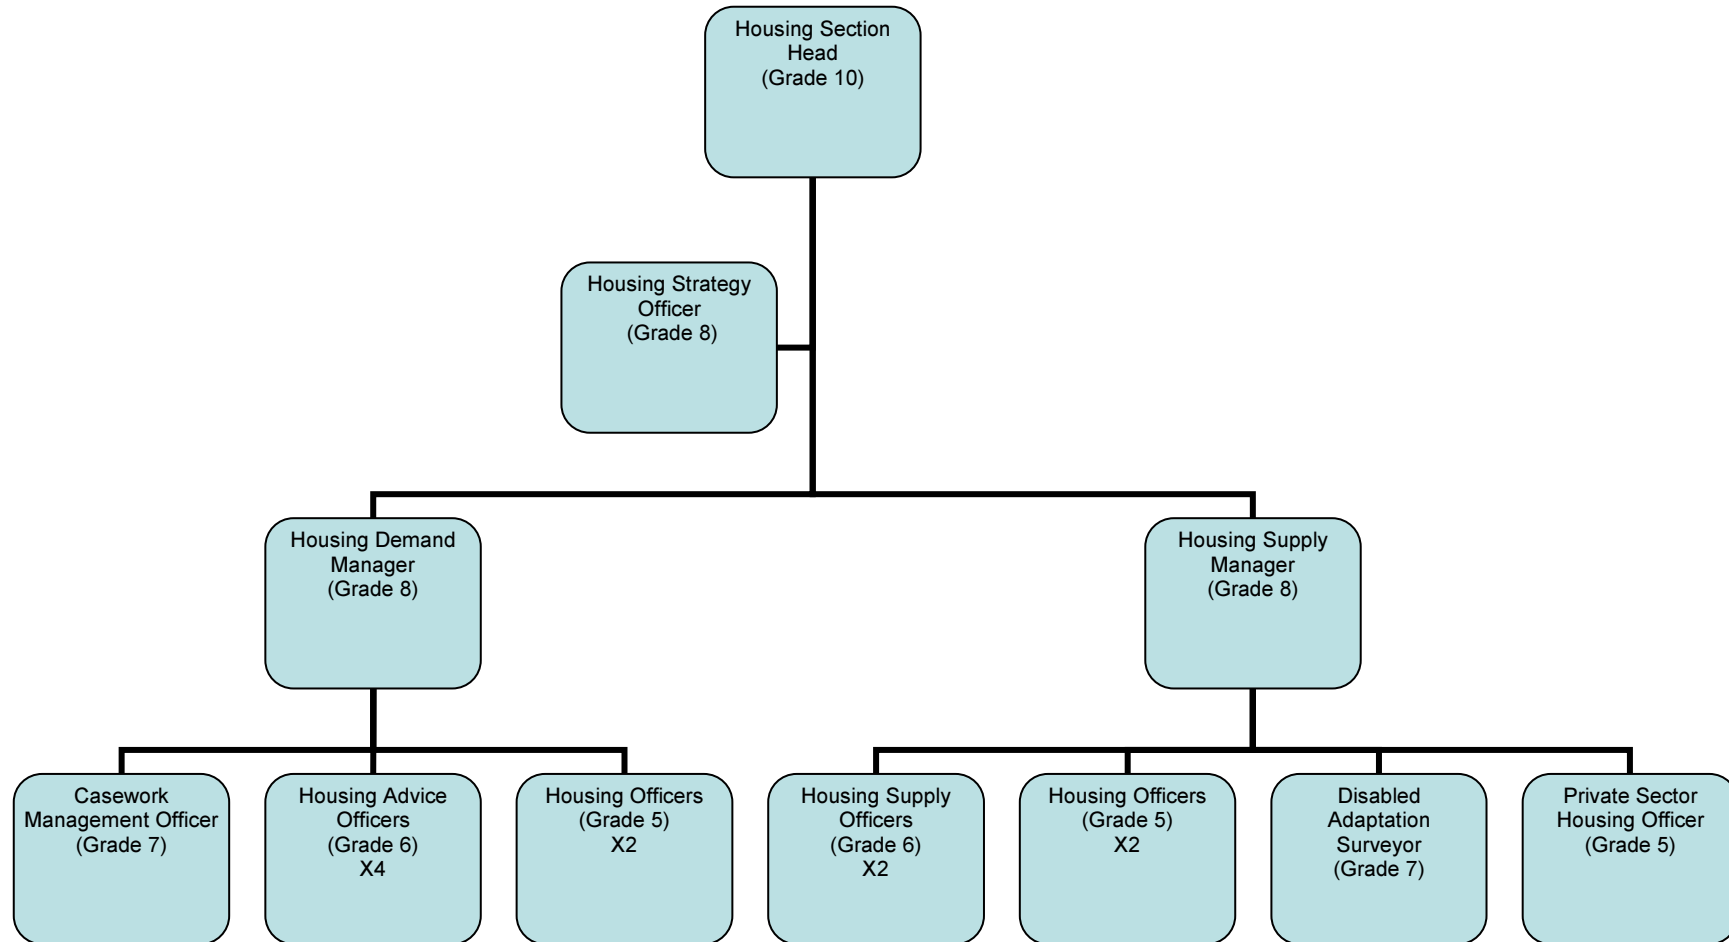 Housing Section
Head
(Grade 10)
Housing Strategy
Officer
(Grade 8)
Housing Demand
Manager
(Grade 8)
Housing Supply
Manager
(Grade 8)
Casework
Management Officer
(Grade 7)
Housing Advice
Officers
(Grade 6)
X4
Housing Officers
(Grade 5)
X2
Housing Supply
Officers
(Grade 6)
X2
Housing Officers
(Grade 5)
X2
Disabled
Adaptation
Surveyor
(Grade 7)
Private Sector
Housing Officer
(Grade 5)